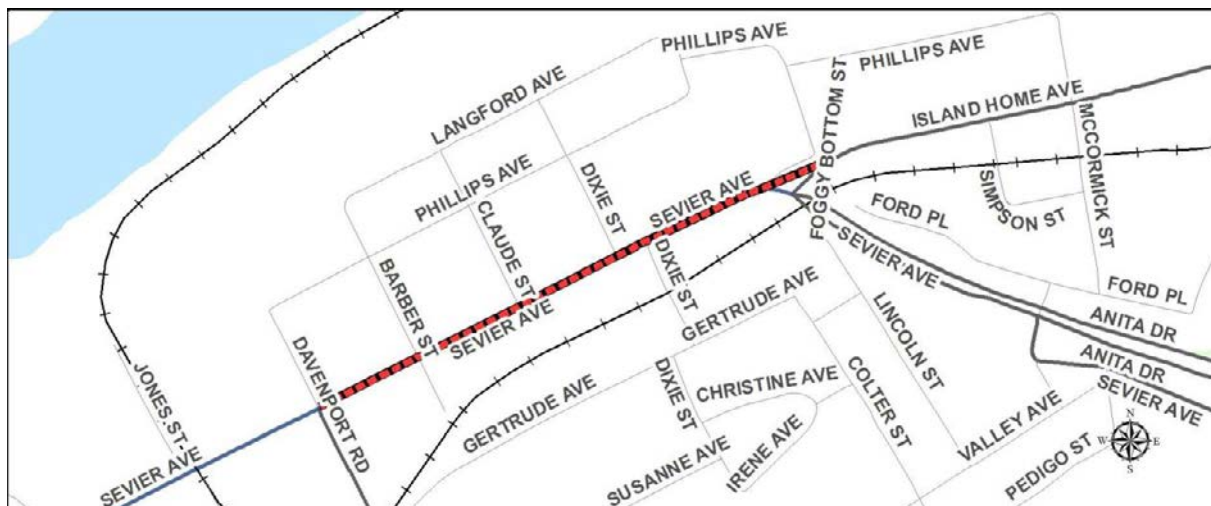 PHILLIPS AVE
PHILLIPS AVE
LANGFORD AVE
ISLAND HOME AVE
FOGGY BOTTOM ST
MCCORMICK ST
PHILLIPS AVE
DIXIE ST
SEVIER AVE
SIMPSON ST
CLAUDE ST
FORD PL
SEVIER AVE
BARBER ST
DIXIE ST
SEVIER AVE
GERTRUDE AVE
FORD PL
LINCOLN ST
ANITA DR
DAVENPORT RD
JONES ST
GERTRUDE AVE
DIXIE ST
CHRISTINE AVE
COLTER ST
ANITA DR
SEVIER AVE
VALLEY AVE
SEVIER AVE
SUSANNE AVE
IRENE AVE
PEDIGO ST
N
W
E
S